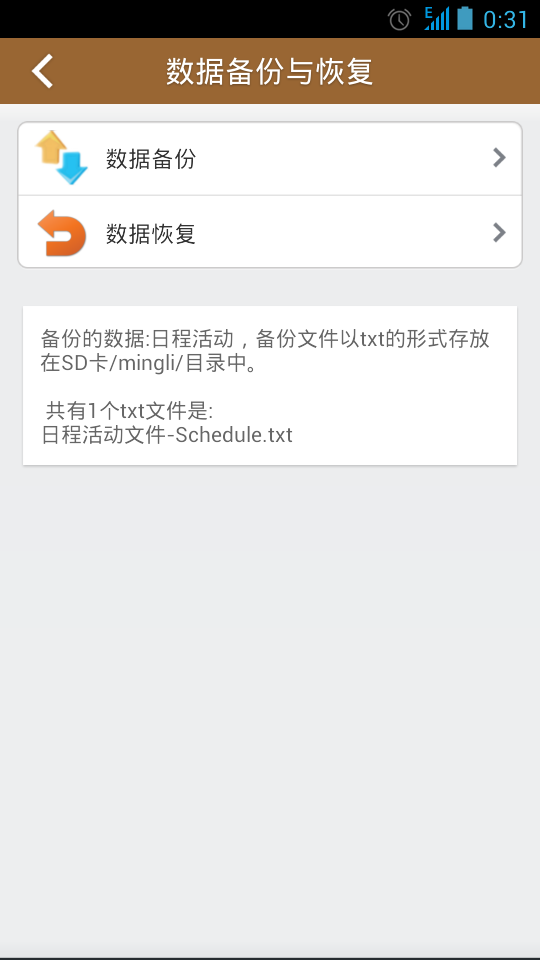 E
0:31
数据备份与恢复
数据备份
数据恢复
备份的数据:日程活动，备份文件以txt的形式存放
在SD卡/mingli/目录中。
共有1个txt文件是:
日程活动文件-Schedule.txt